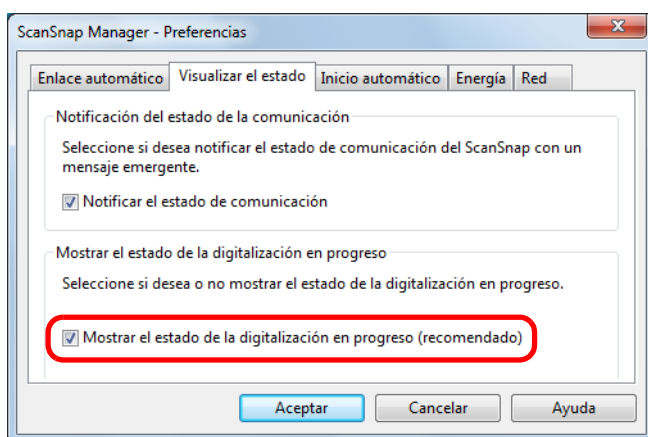 ScanSnap Manager - Preferencias
Enlace automático Visualizar el estado Inicio automático Energía Red
Notificación del estado de la comunicación
Seleccione si desea notificar el estado de comunicación del ScanSnap con un
mensaje emergente.
Notificar el estado de comunicación
Mostrar el estado de la digitalización en progreso
Seleccione si desea o no mostrar el estado de la digitalización en progreso.
Mostrar el estado de la digitalización en progreso (recomendado)
Aceptar Cancelar Ayuda